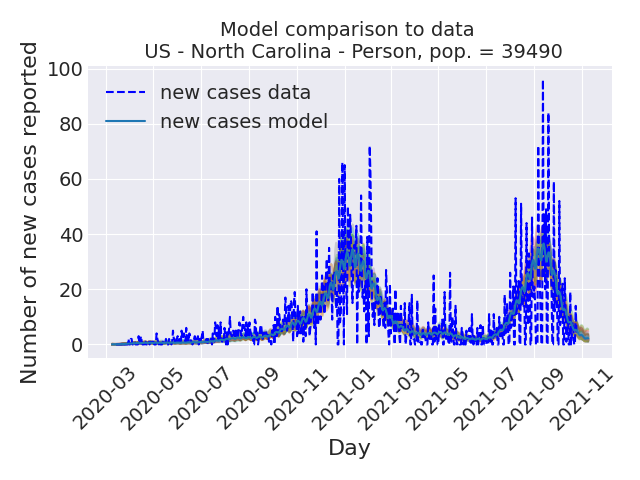 Model comparison to data
US - North Carolina - Person, pop. = 39490
Number of new cases reported
100
80
60
40
20
0
new cases data
new cases model
2020-03
2020-05
2020-07
2020-09
2020-11
2021-01
2021-03
2021-05
2021-07
2021-09
2021-11
Day